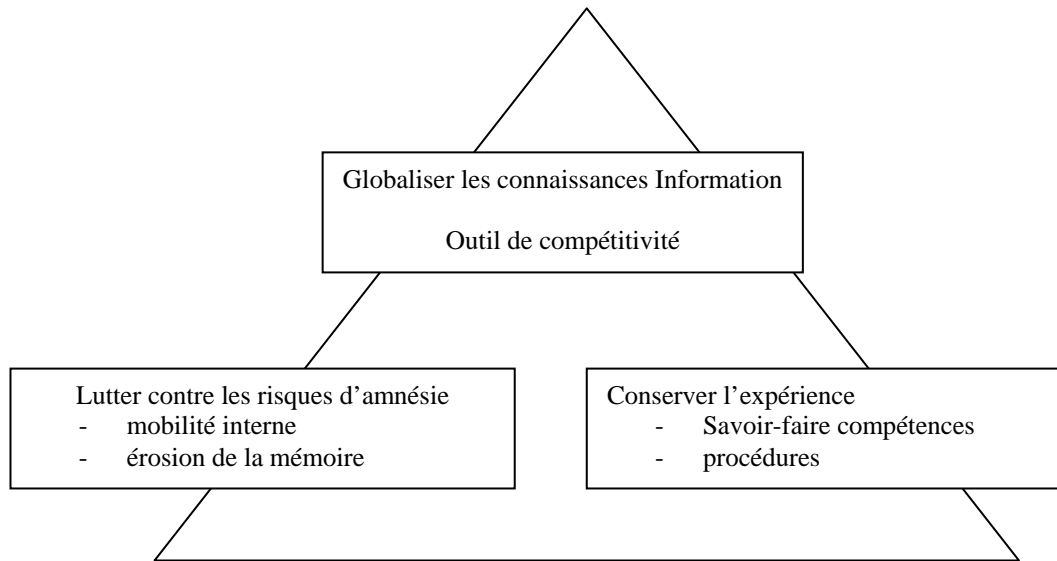 Globaliser les connaissances Information
Outil de compétitivité
Lutter contre les risques d’amnésie
- mobilité interne
- érosion de la mémoire
Conserver l’expérience
- Savoir-faire compétences
- procédures